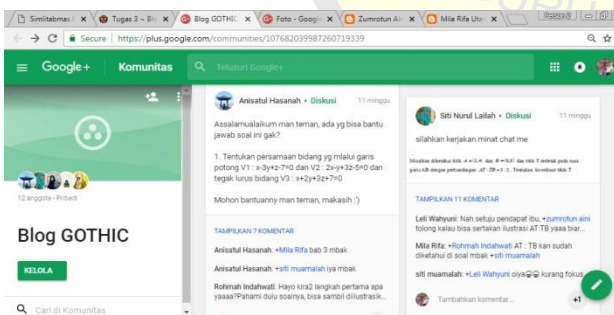 Simlitabmas
Tugas 3 ~ Bl
Blog GOTHIC
Foto - Google
Zumrotun Ain
Mila Rifa Utam
Secure | https://plus.google.com/communities/107682039987260719339
Google+ Komunitas
Telusuri Google+
12 anggota - Pribadi
Blog GOTHIC
KELOLA
Cari di Komunitas
Anisatul Hasanah ▸ Diskusi 11 minggu
Assalamualaikum man teman, ada yg bisa bantu
jawab soal ini gak?
1. Tentukan persamaan bidang yg mlalui garis
potong V1 : x-3y+z-7=0 dan V2 : 2x-y+3z-5=0 dan
tegak lurus bidang V3 : x+2y+3z+7=0
Mohon bantuanny man teman, makasih :')
TAMPILKAN 7 KOMENTAR
Anisatul Hasanah: +Mila Rifa bab 3 mbak
Anisatul Hasanah: +siti muamalah iya mbak
Rohmah Indahwati: Hayo kira2 langkah pertama apa
yaaaa?Pahami dulu soalnya, bisa sambil diilustrasik...
Siti Nurul Lailah ▸ Diskusi 11 minggu
silahkan kerjakan minat chat me
TAMPILKAN 11 KOMENTAR
Leli Wahyuni: Nah setuju pendapat ibu, +zumrotun aini
tolong kalau bisa sertakan ilustrasi AT:TB yaaa biar...
Mila Rifa: +Rohmah Indahwati AT : TB kan sudah
diketahui di soal mbak +siti muamalah
siti muamalah: +Leli Wahyuni oiya kurang fokus
Tambahkan komentar...
+1